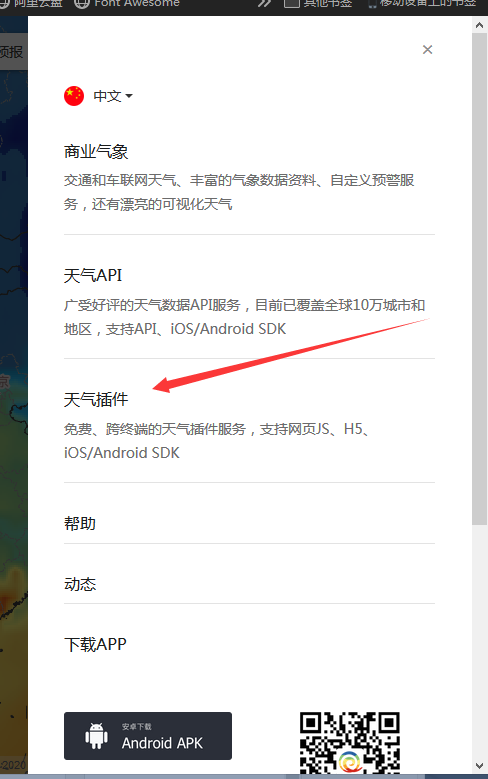 阿里云盘 Font Awesome 其他书签 移动设备上的书签
预报
中文
商业气象
交通和车联网天气、丰富的气象数据资料、自定义预警服
务，还有漂亮的可视化天气
天气API
广受好评的天气数据API服务，目前已覆盖全球10万城市和
地区，支持API、iOS/Android SDK
京
天气插件
免费、跨终端的天气插件服务，支持网页JS、H5、
iOS/Android SDK
帮助
动态
下载APP
安卓下载
Android APK
2020